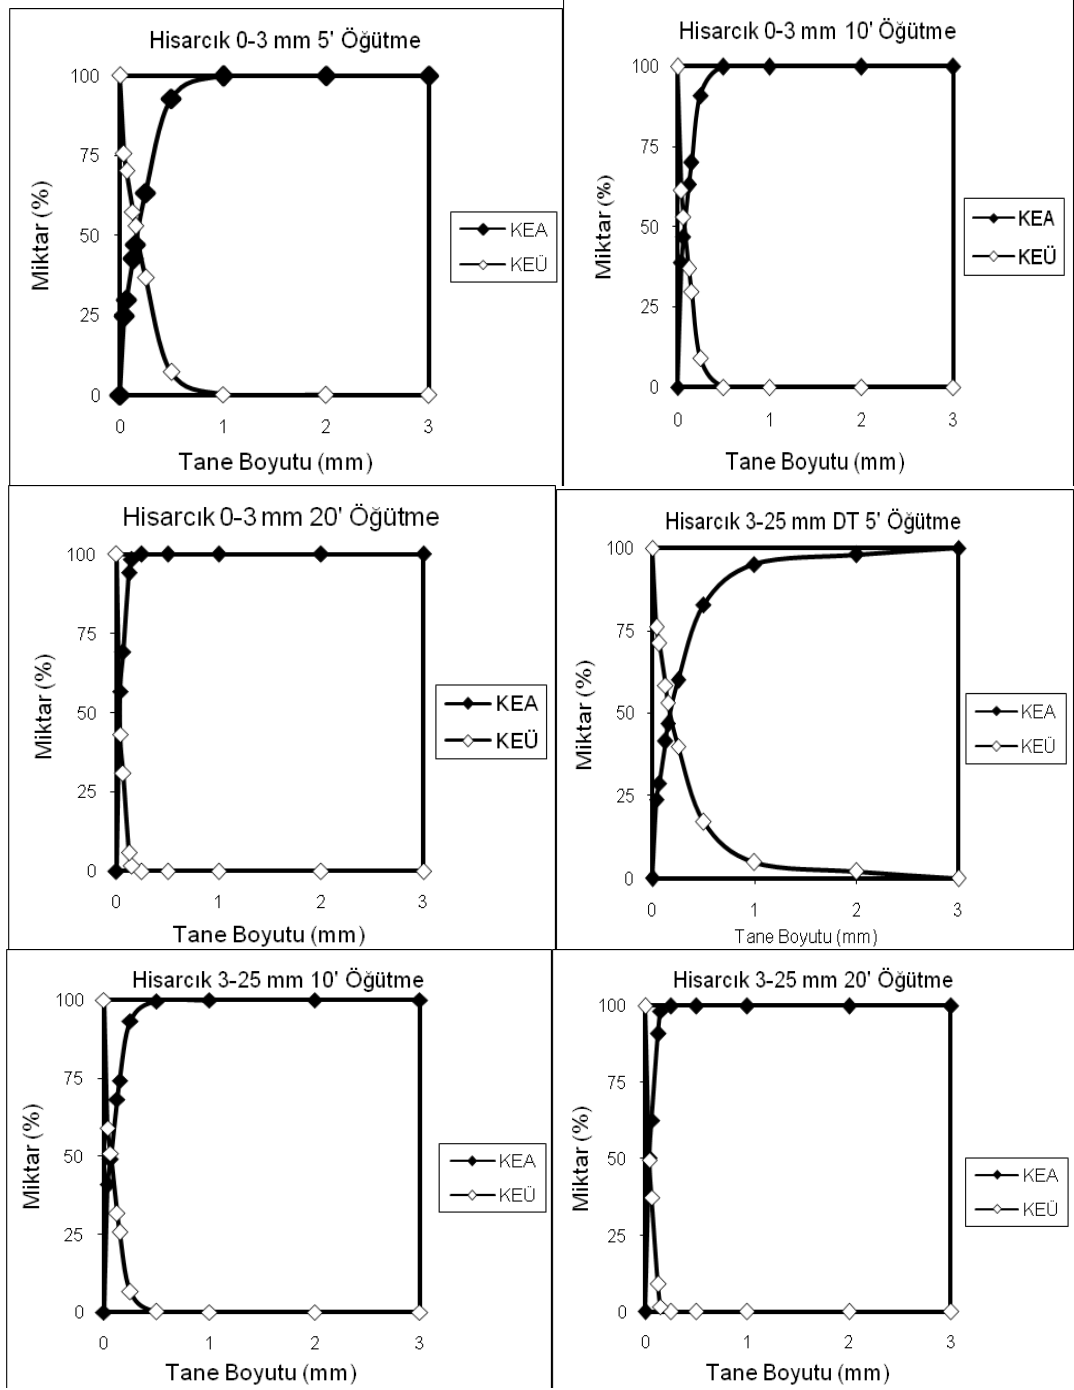 Hisarcık 0-3 mm 5' Öğütme
100
75
50
25
0
0 1 2 3
Miktar (%)
Tane Boyutu (mm)
KEA
KEÜ
Hisarcık 0-3 mm 10' Öğütme
100
75
50
25
0
0 1 2 3
Miktar (%)
Tane Boyutu (mm)
KEA
KEÜ
Hisarcık 0-3 mm 20' Öğütme
100
75
50
25
0
0 1 2 3
Miktar (%)
Tane Boyutu (mm)
KEA
KEÜ
Hisarcık 3-25 mm DT 5' Öğütme
100
75
50
25
0
0 1 2 3
Miktar (%)
Tane Boyutu (mm)
KEA
KEÜ
Hisarcık 3-25 mm 10' Öğütme
100
75
50
25
0
0 1 2 3
Miktar (%)
Tane Boyutu (mm)
KEA
KEÜ
Hisarcık 3-25 mm 20' Öğütme
100
75
50
25
0
0 1 2 3
Miktar (%)
Tane Boyutu (mm)
KEA
KEÜ